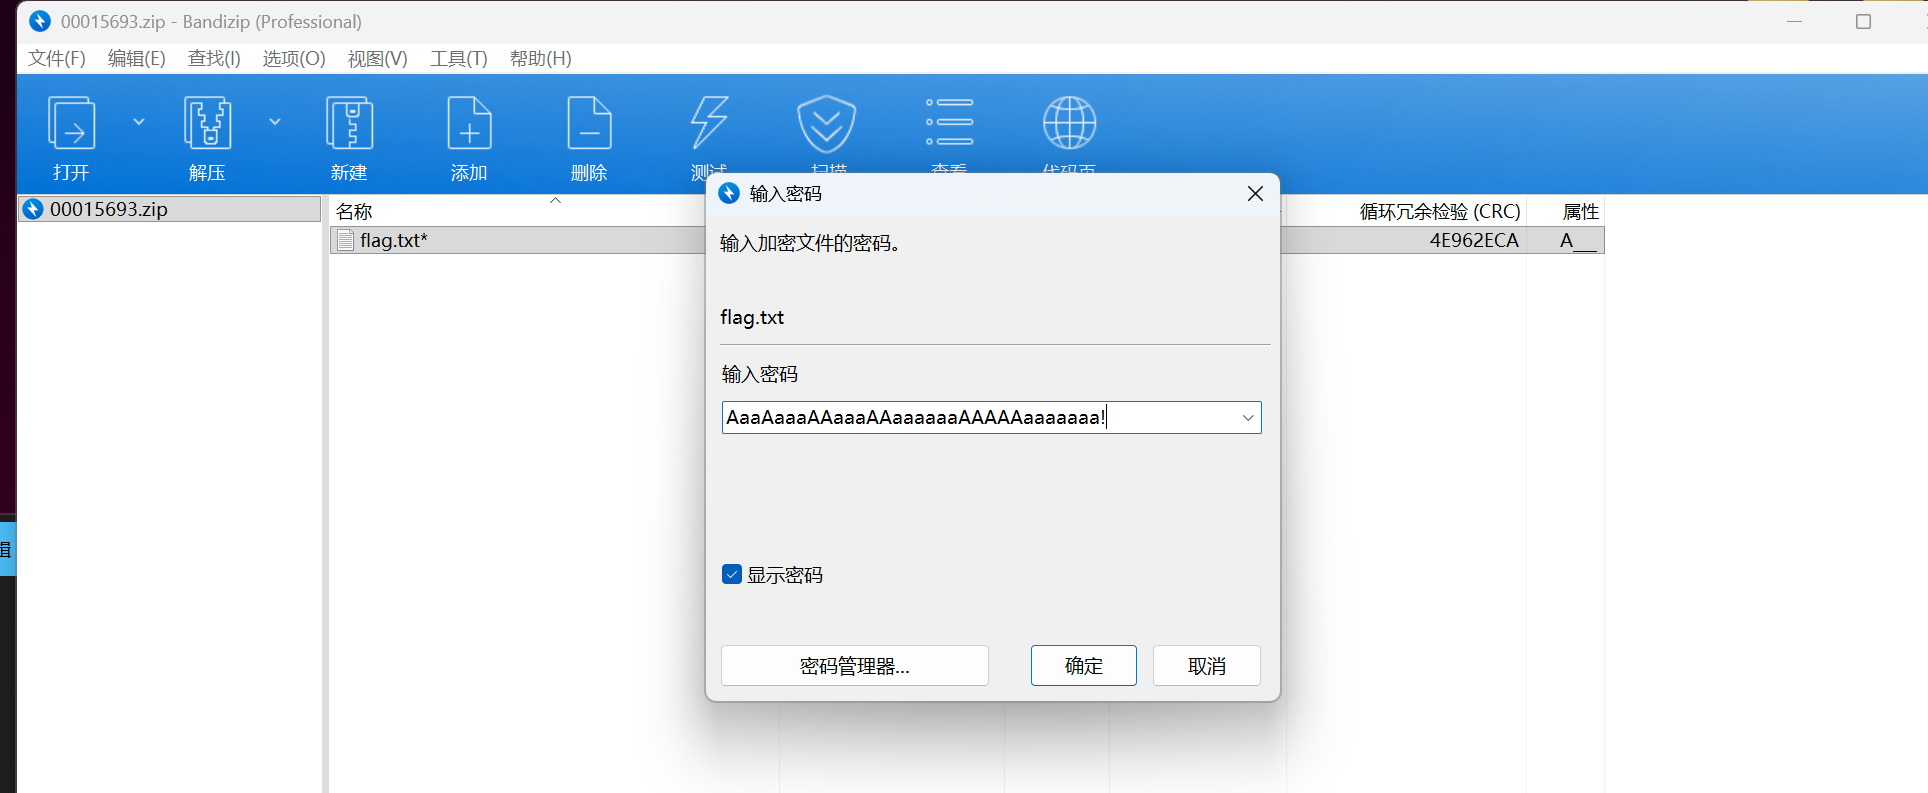 00015693.zip - Bandizip (Professional)
文件(F) 编辑(E) 查找(I) 选项(O) 视图(V) 工具(T) 帮助(H)
打开 解压 新建 添加 删除 测试 扫描 查看 代码页
00015693.zip
名称 循环冗余检验 (CRC) 属性
flag.txt* 4E962ECA A__
输入密码
输入加密文件的密码。
flag.txt
输入密码
AaaAaaaAAaaaAAaaaaaaAAAAAaaaaaaa!
显示密码
密码管理器... 确定 取消
辑